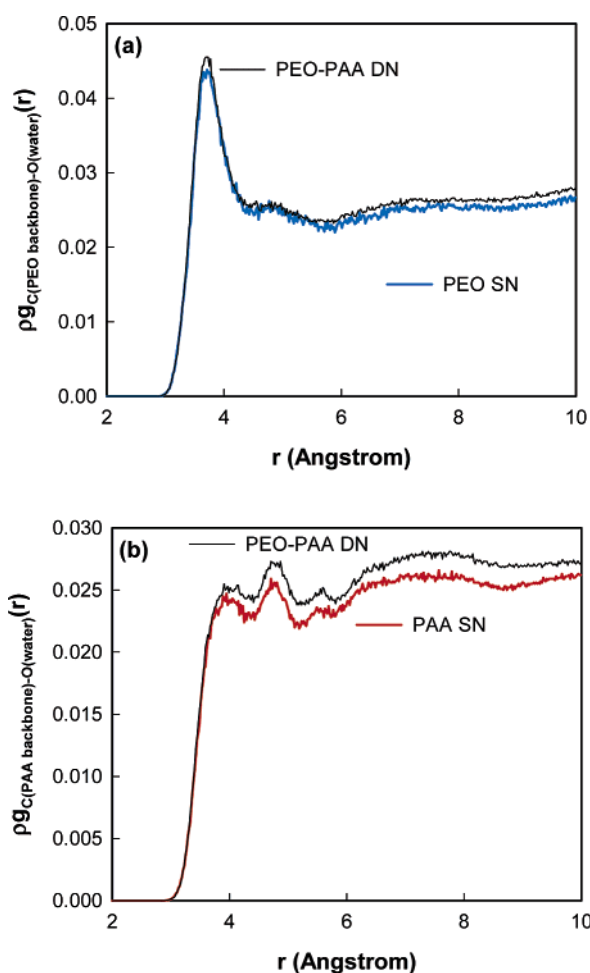 (a)
PEO-PAA DN
PEO SN
ρgC(PEO backbone)-O(water)(r)
0.05
0.04
0.03
0.02
0.01
0.00
2 4 6 8 10
r (Angstrom)
(b)
PEO-PAA DN
PAA SN
ρgC(PAA backbone)-O(water)(r)
0.030
0.025
0.020
0.015
0.010
0.005
0.000
2 4 6 8 10
r (Angstrom)